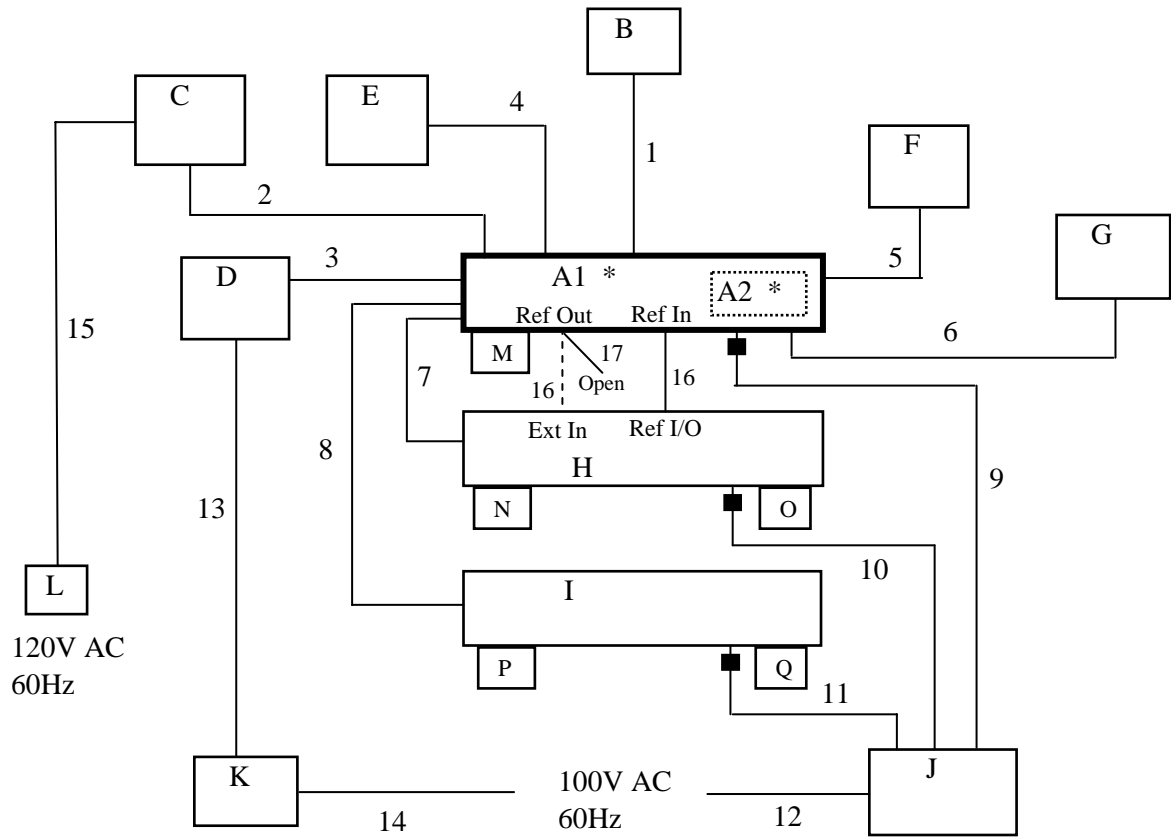 B
C
E
4
F
1
2
G
A1 *
A2 *
5
D
3
Ref Out
Ref In
15
6
M
17
7
16
Open
16
Ext In
Ref I/O
8
H
9
13
N
O
10
L
I
120V AC
60Hz
P
Q
11
K
100V AC
60Hz
J
14
12